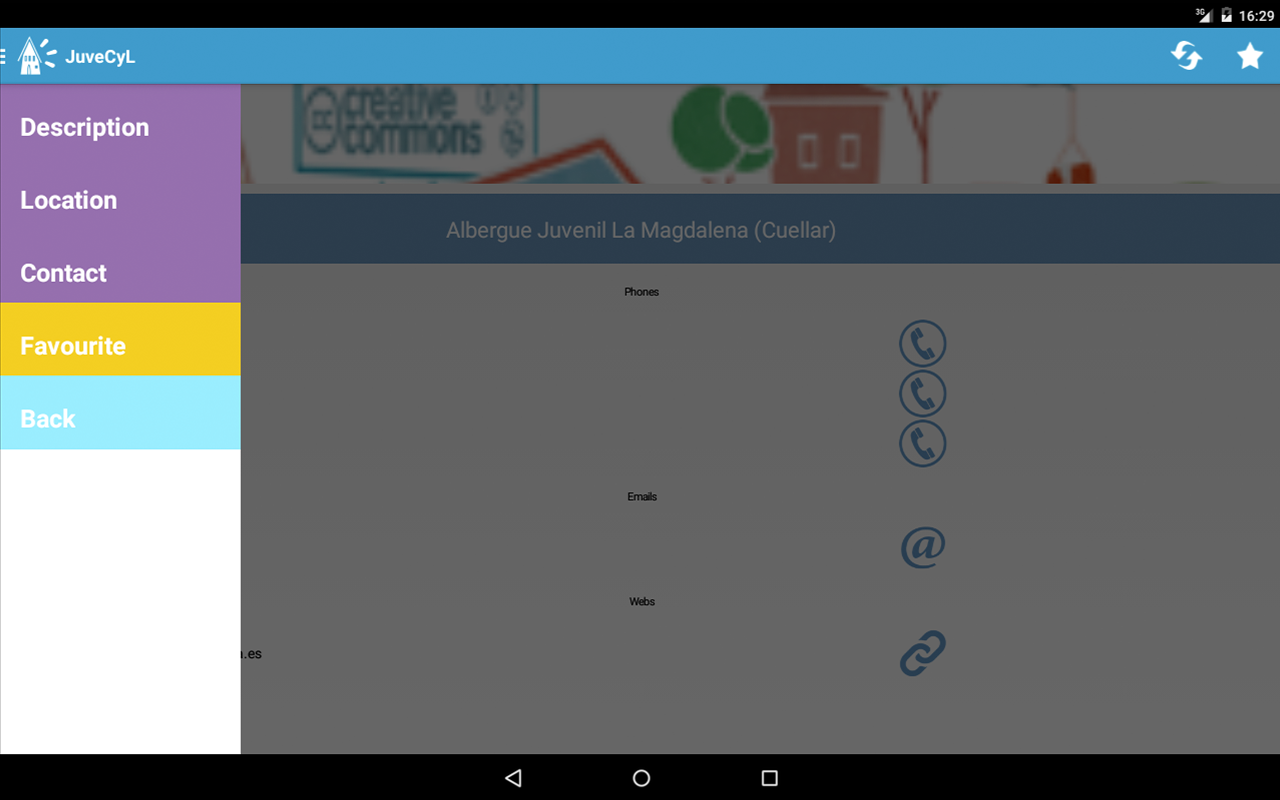 3G 16:29
JuveCyL
creative
commons
Description
Location
Contact
Favourite
Back
Albergue Juvenil La Magdalena (Cuellar)
Phones
Emails
@
Webs
.es